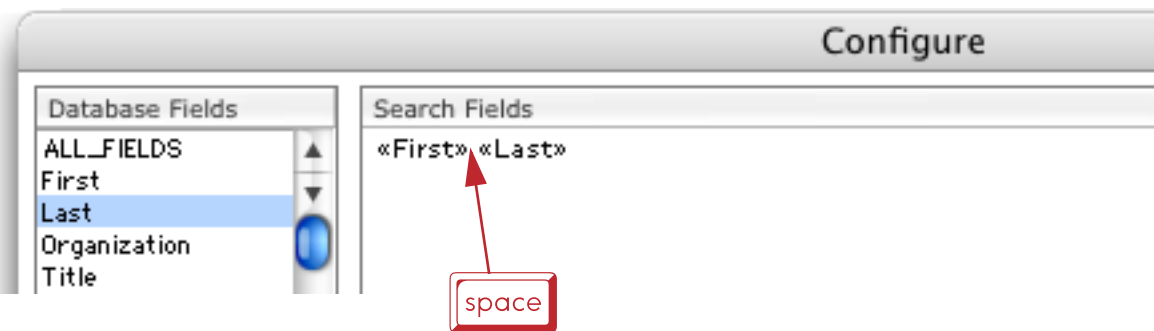 Configure
Database Fields
ALL_FIELDS
First
Last
Organization
Title
Search Fields
«First» «Last»
space